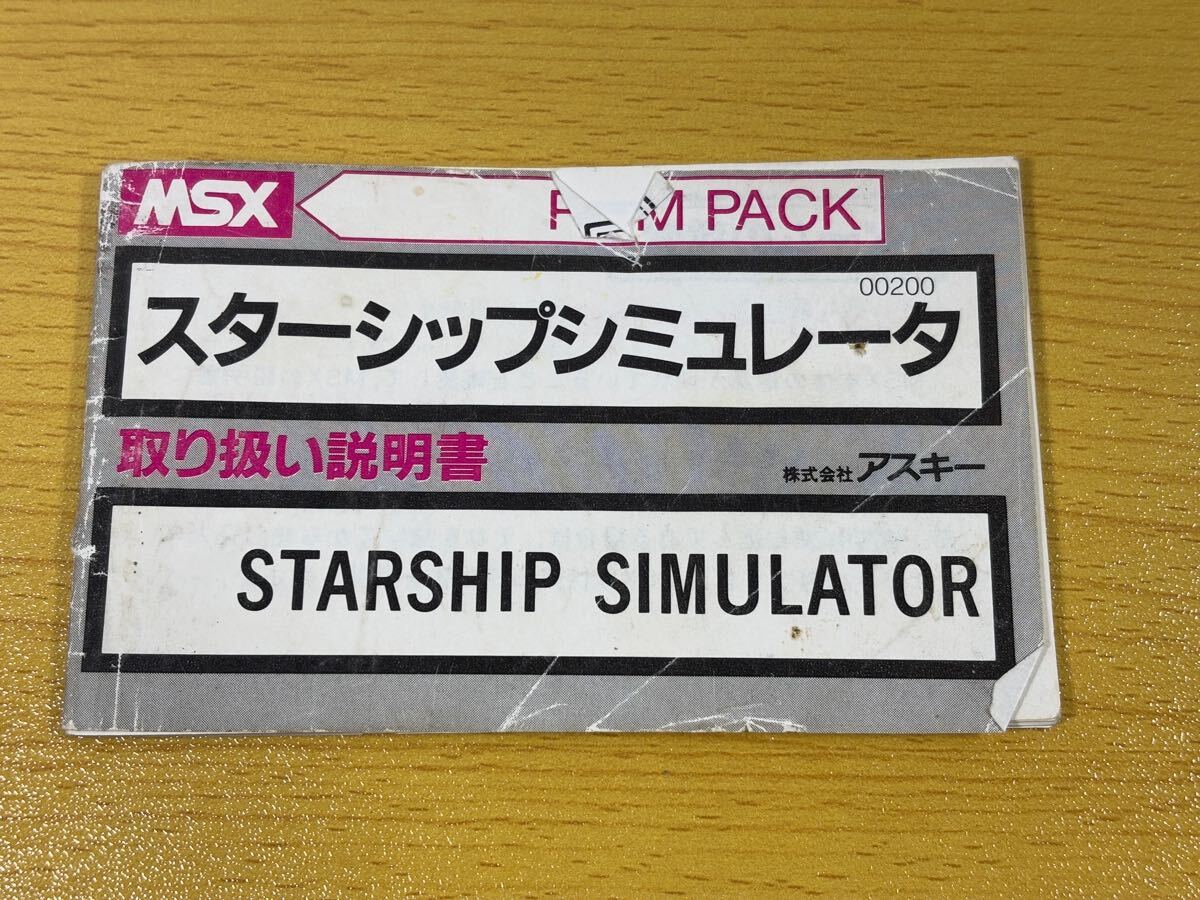 MSX
PACK
00200
スターシップシミュレータ
取り扱い説明書
株式会社 アスキー
STARSHIP SIMULATOR